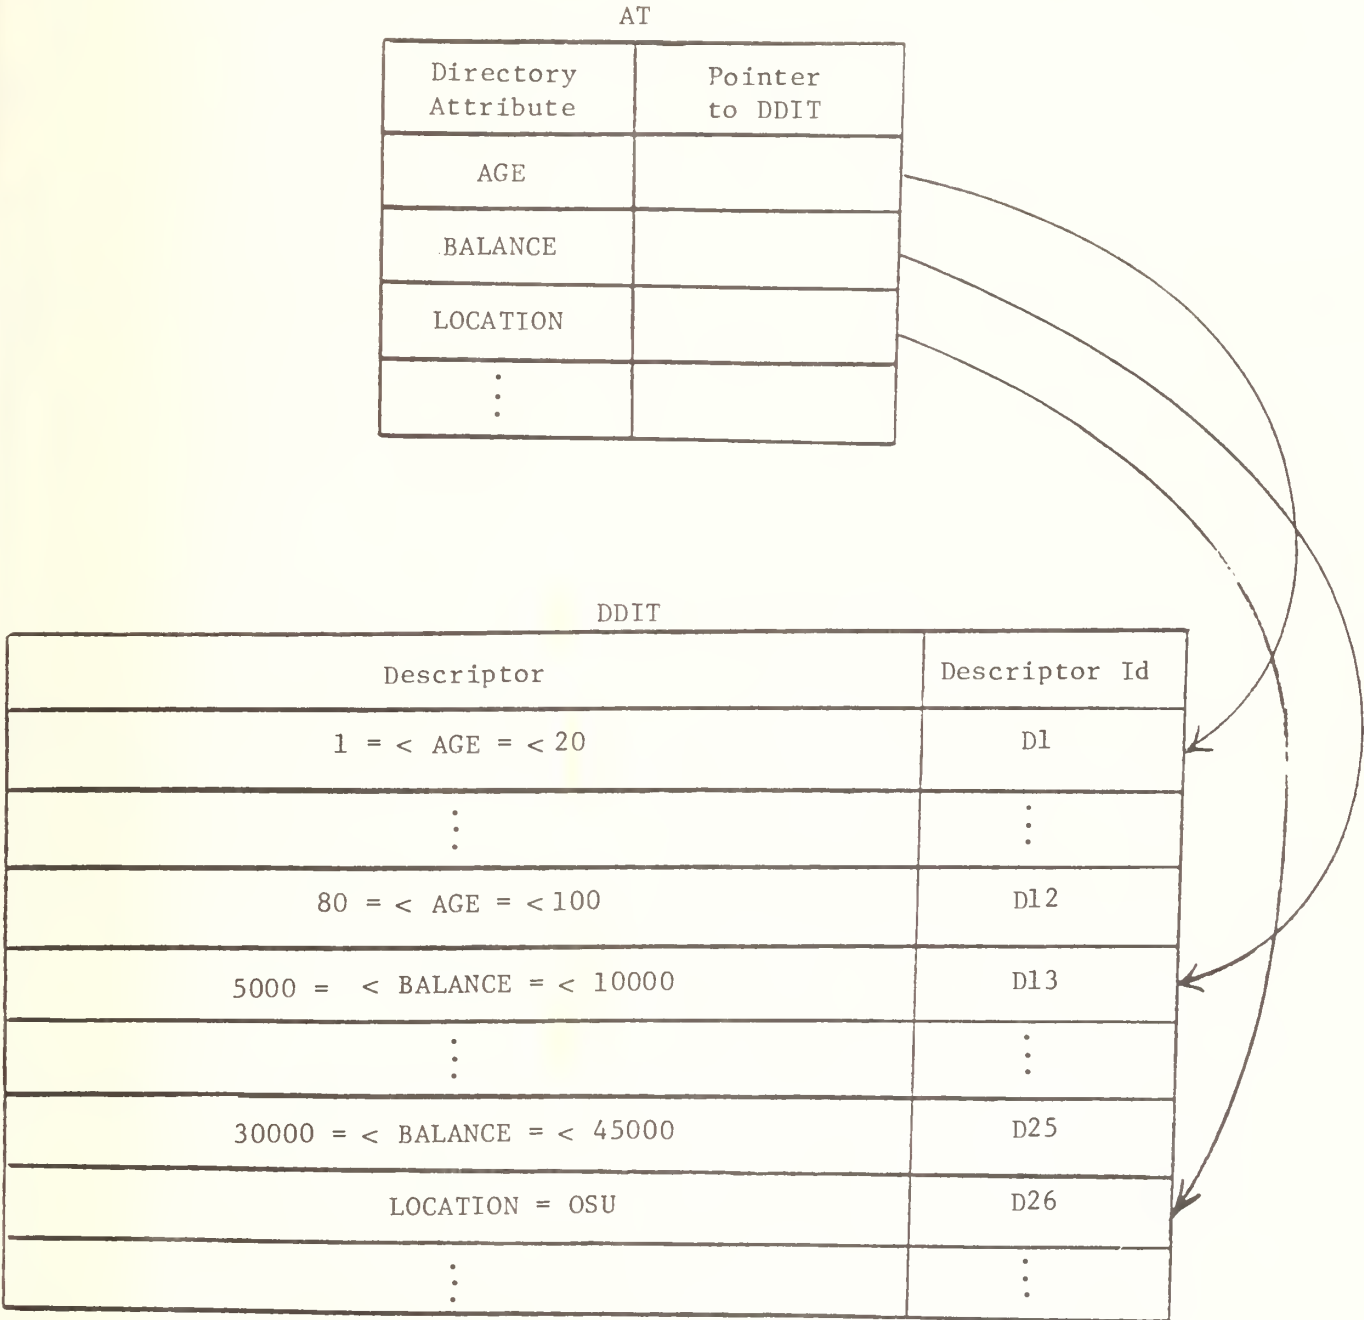 AT
Directory Attribute
Pointer to DDIT
AGE
BALANCE
LOCATION
DDIT
Descriptor
Descriptor Id
1 = < AGE = < 20
D1
80 = < AGE = < 100
D12
5000 = < BALANCE = < 10000
D13
30000 = < BALANCE = < 45000
D25
LOCATION = OSU
D26